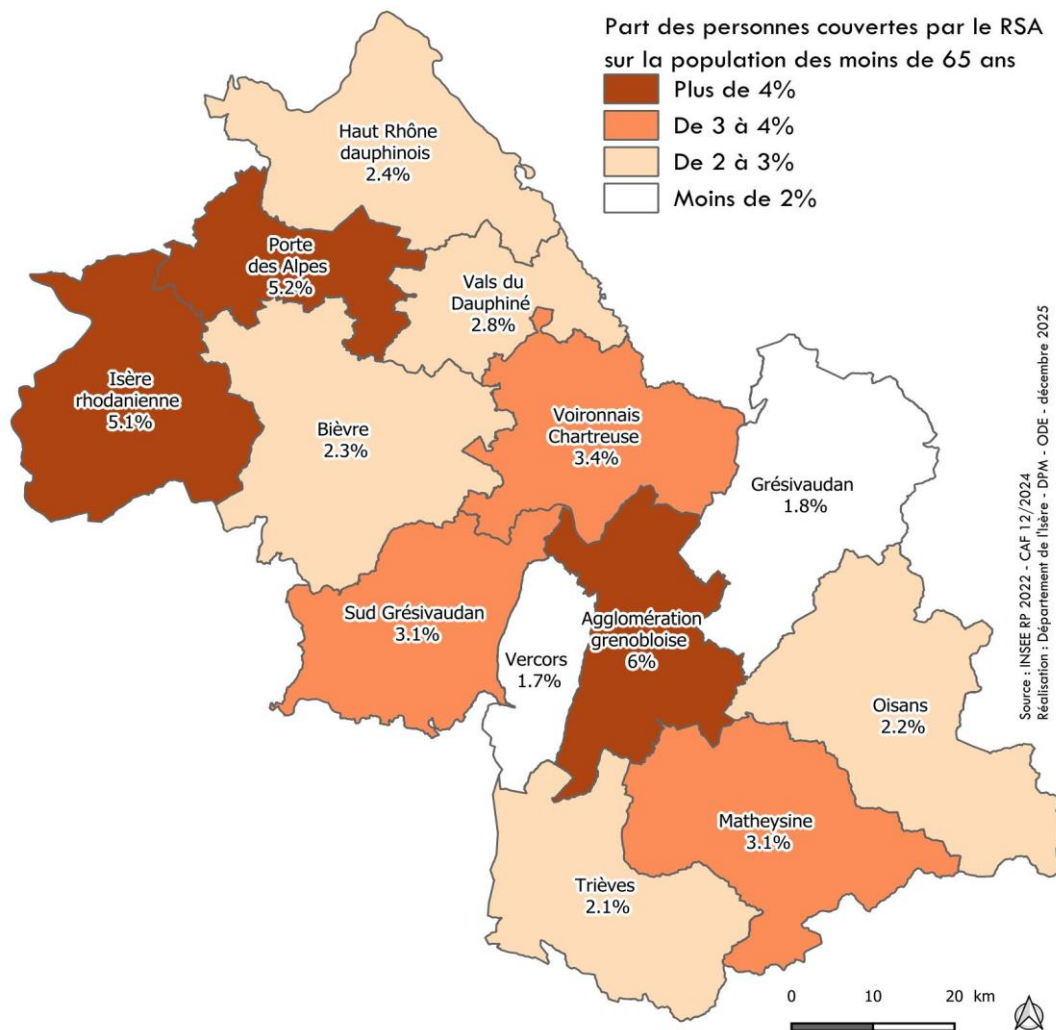 Part des personnes couvertes par le RSA
sur la population des moins de 65 ans
Plus de 4%
De 3 à 4%
De 2 à 3%
Moins de 2%
Haut Rhône
dauphinois
2.4%
Porte
des Alpes
5.2%
Vals du
Dauphiné
2.8%
Isère
rhodanienne
5.1%
Bièvre
2.3%
Voironnais
Chartreuse
3.4%
Grésivaudan
1.8%
Sud Grésivaudan
3.1%
Vercors
1.7%
Agglomération
grenobloise
6%
Oisans
2.2%
Matheysine
3.1%
Trièves
2.1%
Source : INSEE RP 2022 - CAF 12/2024
Réalisation : Département de l'Isère - DPM - ODE - décembre 2025
0 10 20 km